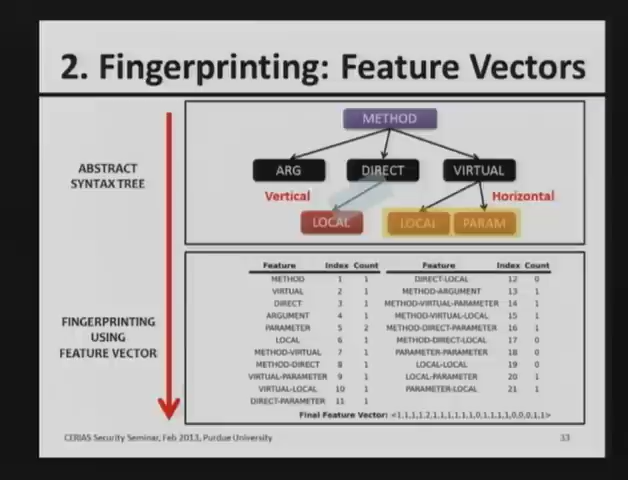 2. Fingerprinting: Feature Vectors
ABSTRACT
SYNTAX TREE
METHOD
ARG DIRECT VIRTUAL
Vertical Horizontal
LOCAL LOCAL PARAM
FINGERPRINTING
USING
FEATURE VECTOR
Feature Index Count Feature Index Count
METHOD 1 1 DIRECT-LOCAL 12 0
VIRTUAL 2 1 METHOD-ARGUMENT 13 1
DIRECT 3 1 METHOD-VIRTUAL-PARAMETER 14 1
ARGUMENT 4 1 METHOD-VIRTUAL-LOCAL 15 1
PARAMETER 5 2 METHOD-DIRECT-PARAMETER 16 1
LOCAL 6 1 METHOD-DIRECT-LOCAL 17 0
METHOD-VIRTUAL 7 1 PARAMETER-PARAMETER 18 0
METHOD-DIRECT 8 1 LOCAL-LOCAL 19 0
VIRTUAL-PARAMETER 9 1 LOCAL-PARAMETER 20 1
VIRTUAL-LOCAL 10 1 PARAMETER-LOCAL 21 1
DIRECT-PARAMETER 11 1
Final Feature Vector: <1,1,1,1,2,1,1,1,1,1,1,0,1,1,1,1,0,0,0,1,1>
CERIAS Security Seminar, Feb 2013, Purdue University 33